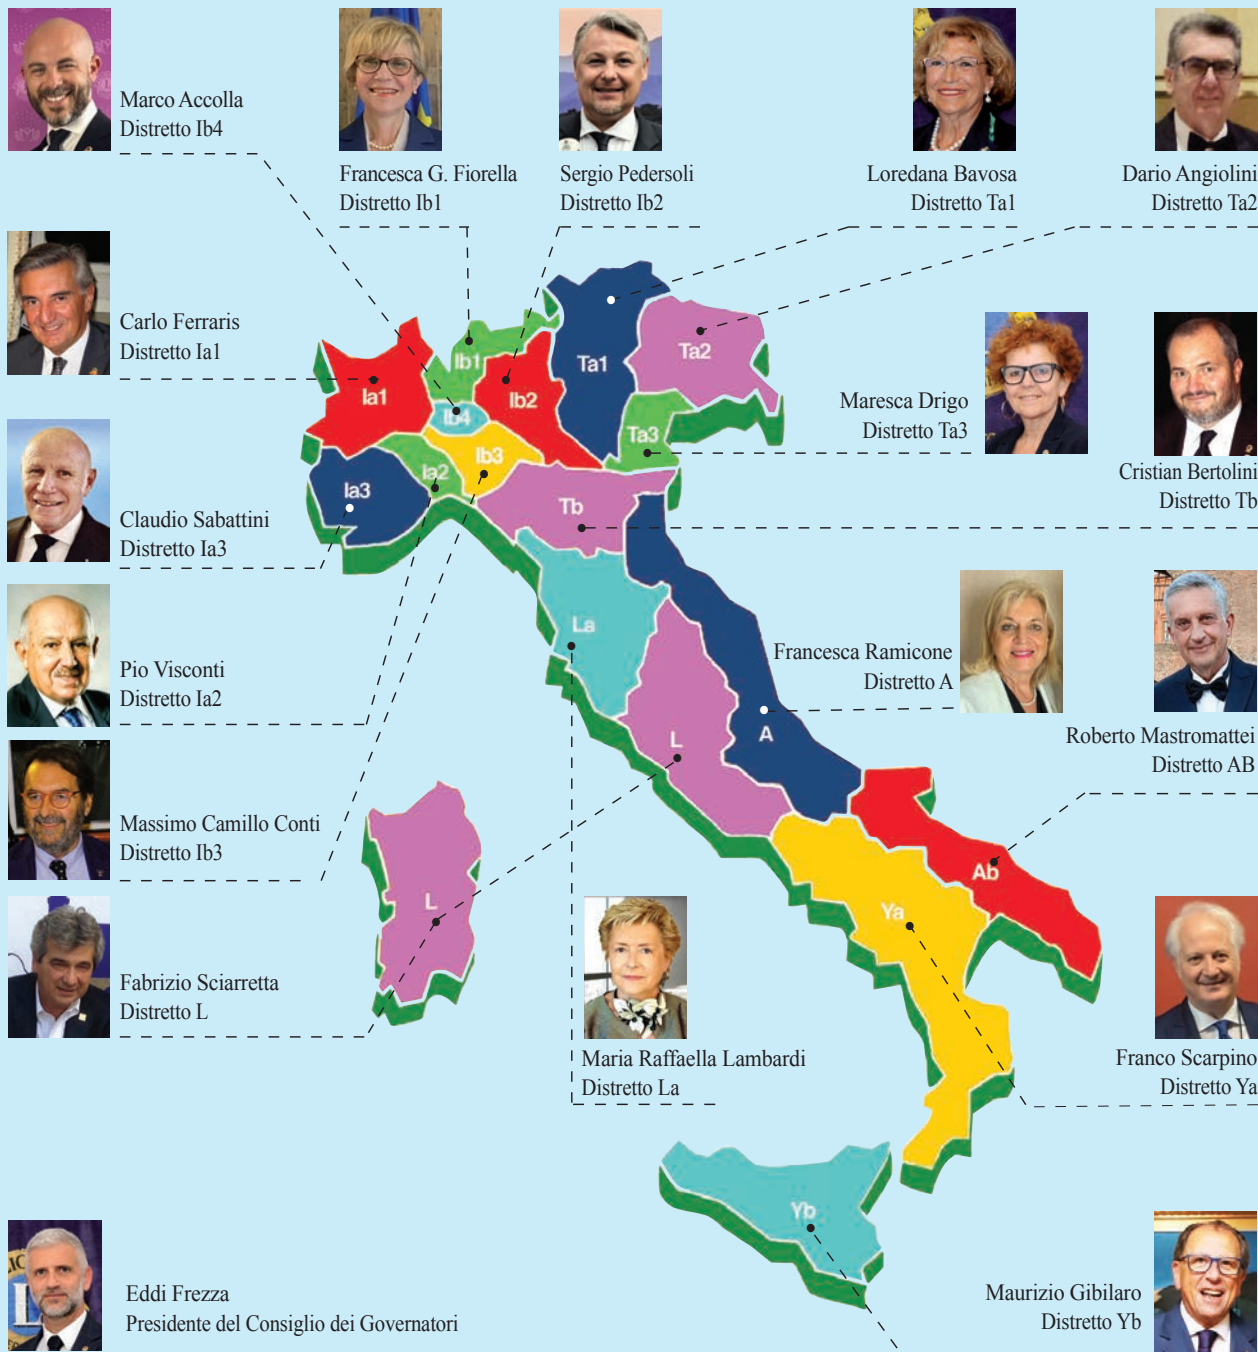 Marco Accolla
Distretto Ib4
Francesca G. Fiorella
Distretto Ib1
Sergio Pedersoli
Distretto Ib2
Loredana Bavosa
Distretto Ta1
Dario Angiolini
Distretto Ta2
Carlo Ferraris
Distretto Ia1
Maresca Drigo
Distretto Ta3
Cristian Bertolini
Distretto Tb
Claudio Sabattini
Distretto Ia3
Pio Visconti
Distretto Ia2
Francesca Ramicone
Distretto A
Roberto Mastromattei
Distretto AB
Massimo Camillo Conti
Distretto Ib3
Fabrizio Sciarretta
Distretto L
Maria Raffaella Lambardi
Distretto La
Franco Scarpino
Distretto Ya
Eddi Frezza
Presidente del Consiglio dei Governatori
Maurizio Gibilaro
Distretto Yb
Ia1
Ib1
Ib2
Ta1
Ta2
Ib4
Ta3
Ib3
Ia2
Ia3
Tb
La
L
A
L
Ab
Ya
Yb